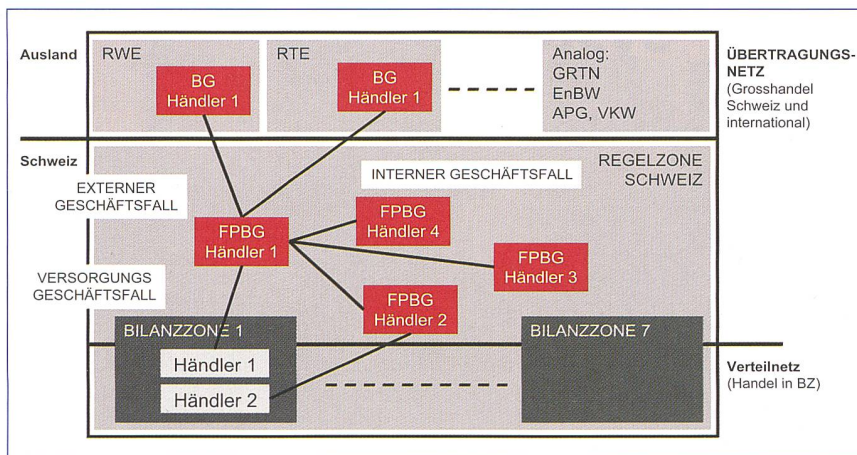 Ausland
RWE
BG
Händler 1
RTE
BG
Händler 1
Analog:
GRTN
EnBW
APG, VKW
ÜBERTRAGUNGS-
NETZ
(Grosshandel
Schweiz und
international)
Schweiz
EXTERNER
GESCHÄFTSFALL
INTERNER GESCHÄFTSFALL
REGELZONE
SCHWEIZ
FPBG
Händler 1
FPBG
Händler 4
FPBG
Händler 3
VERSORGUNGS
GESCHÄFTSFALL
FPBG
Händler 2
BILANZZONE 1
Händler 1
Händler 2
BILANZZONE 7
Verteilnetz
(Handel in BZ)